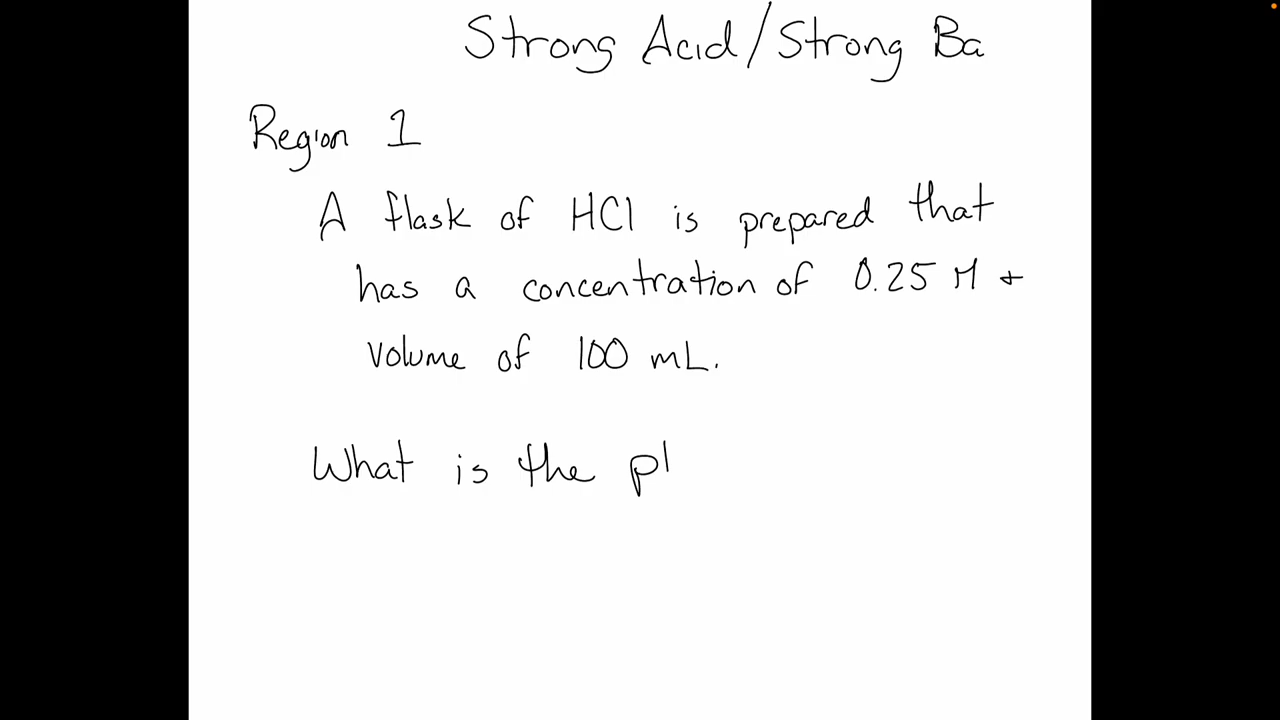 Strong Acid/Strong Ba
Region 1
A flask of HCl is prepared that
has a concentration of 0.25 M +
volume of 100 mL.
What is the pl